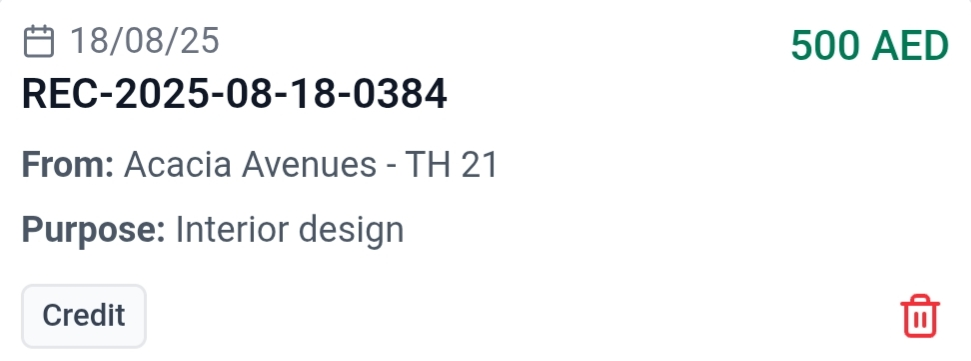 18/08/25
500 AED
REC-2025-08-18-0384
From: Acacia Avenues - TH 21
Purpose: Interior design
Credit